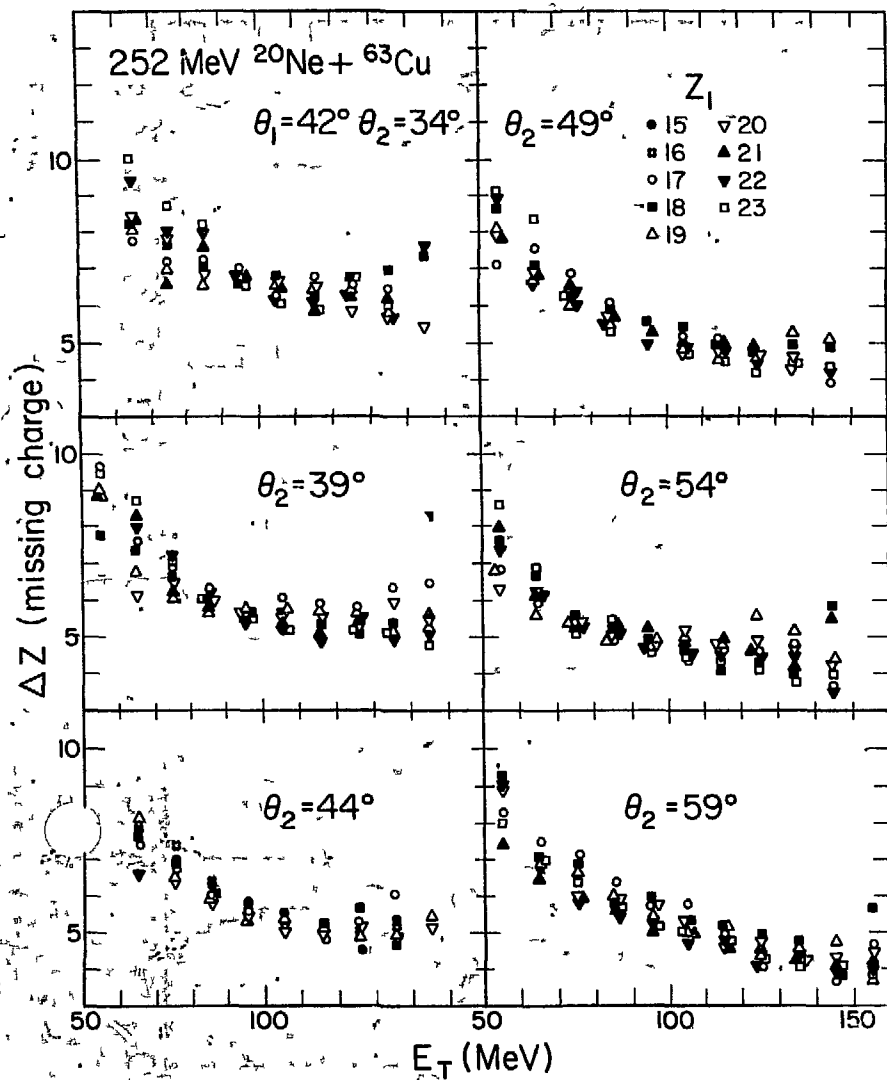 252 MeV ²⁰Ne + ⁶³Cu
θ₁=42° θ₂=34°
θ₂=49°
Z₁
● 15 ▽ 20
16 ▲ 21
○ 17 ▼ 22
■ 18 □ 23
△ 19
10
5
θ₂=39°
θ₂=54°
10
5
θ₂=44°
θ₂=59°
10
5
50 100 50 100 150
ΔZ (missing charge)
E_T (MeV)